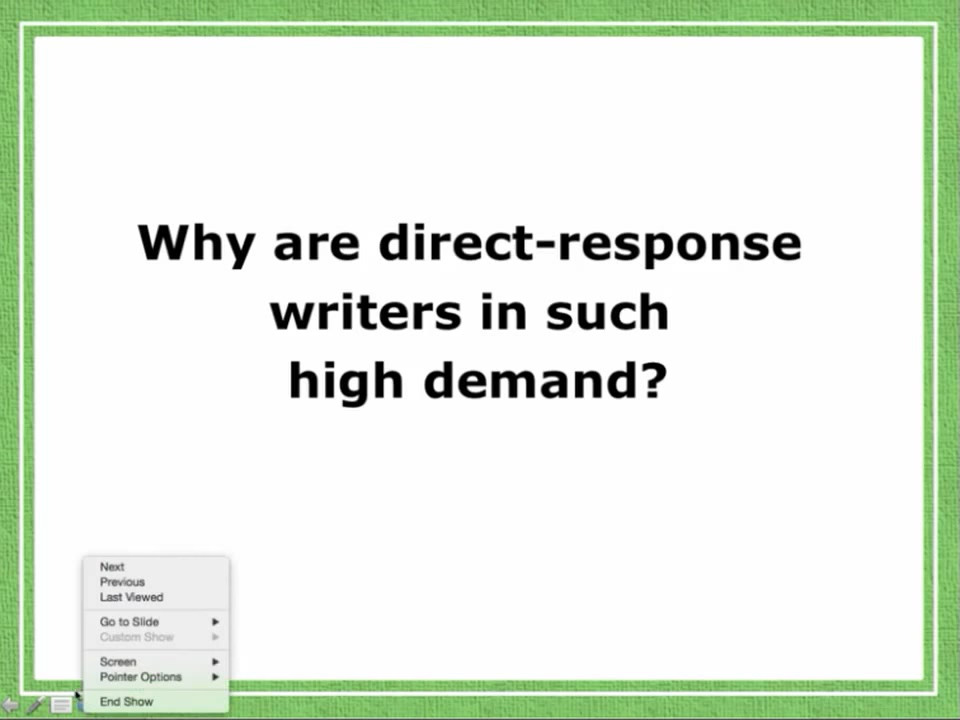 Why are direct-response
writers in such
high demand?
Next
Previous
Last Viewed
Go to Slide
Custom Show
Screen
Pointer Options
End Show